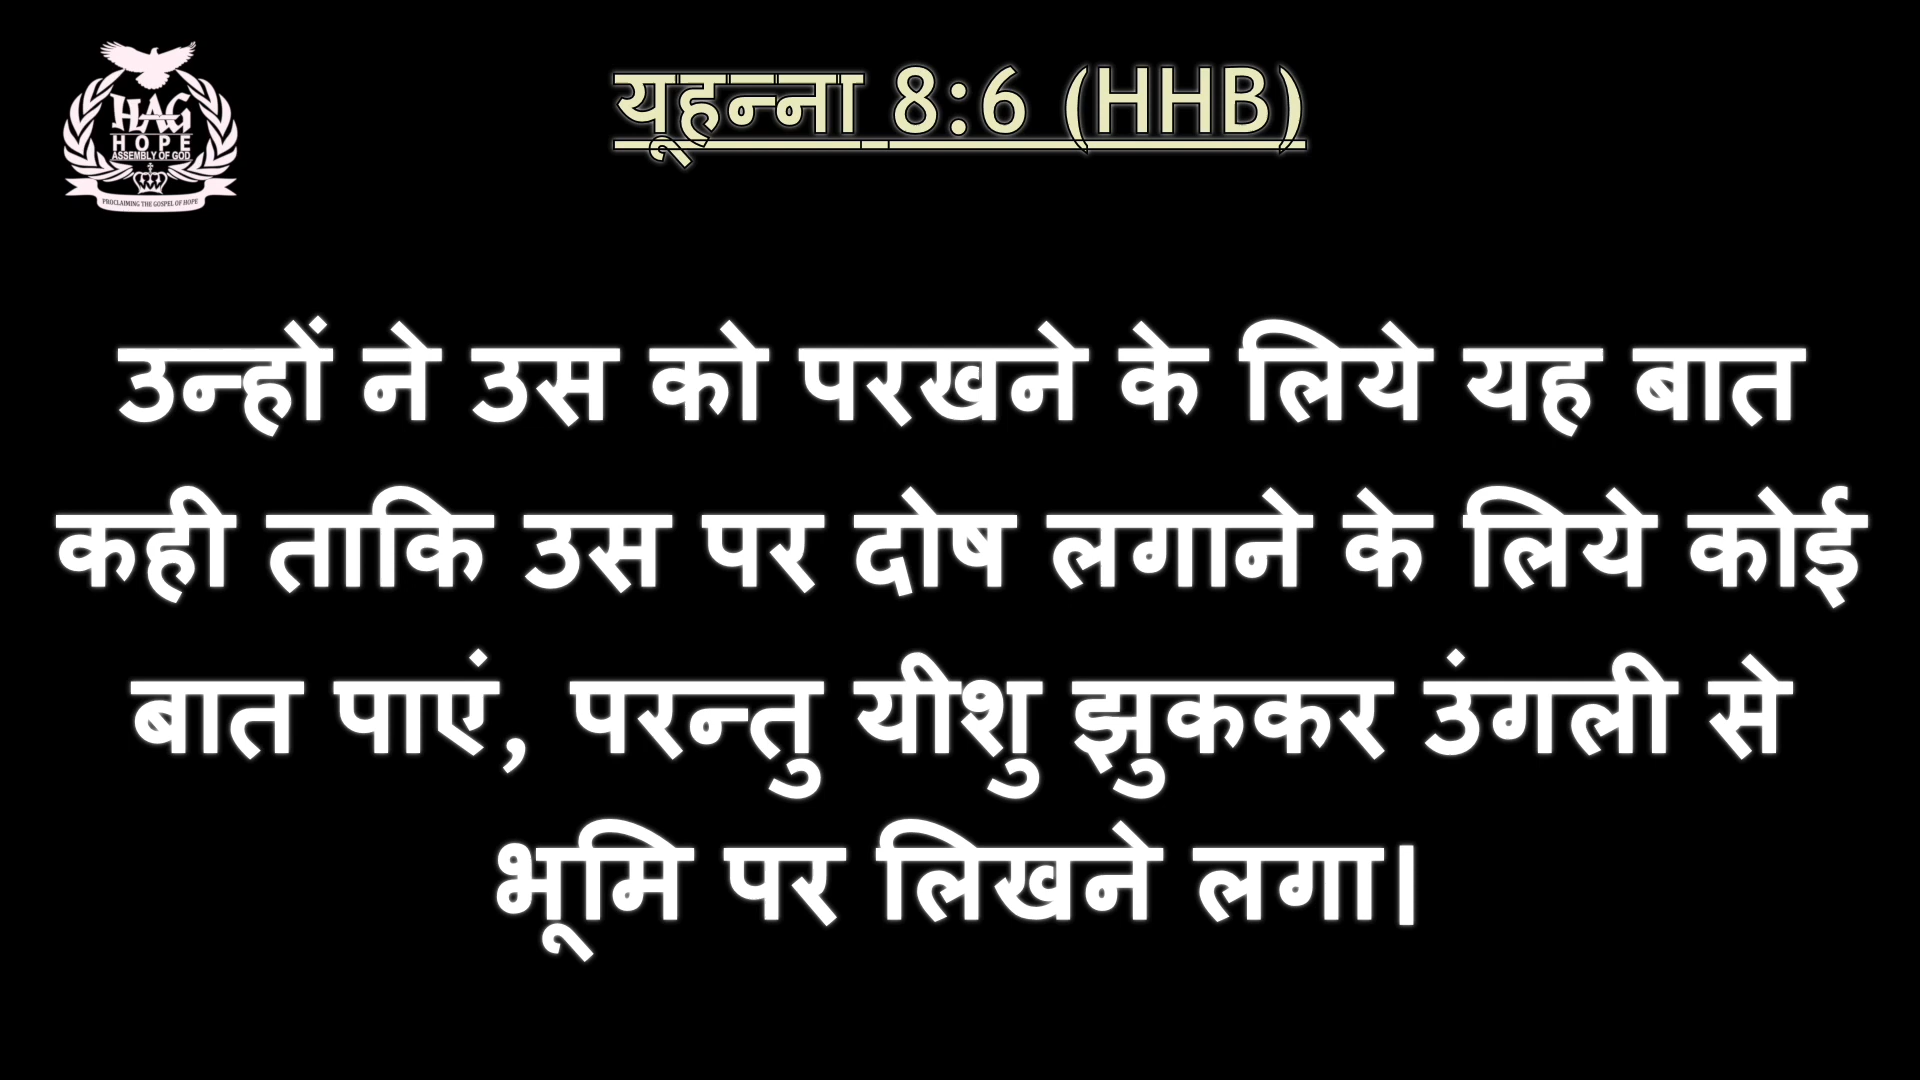 HAG
HOPE
ASSEMBLY OF GOD
PROCLAIMING THE GOSPEL OF HOPE
यूहन्ना 8:6 (HHB)
उन्हों ने उस को परखने के लिये यह बात
कही ताकि उस पर दोष लगाने के लिये कोई
बात पाएं, परन्तु यीशु झुककर उंगली से
भूमि पर लिखने लगा।